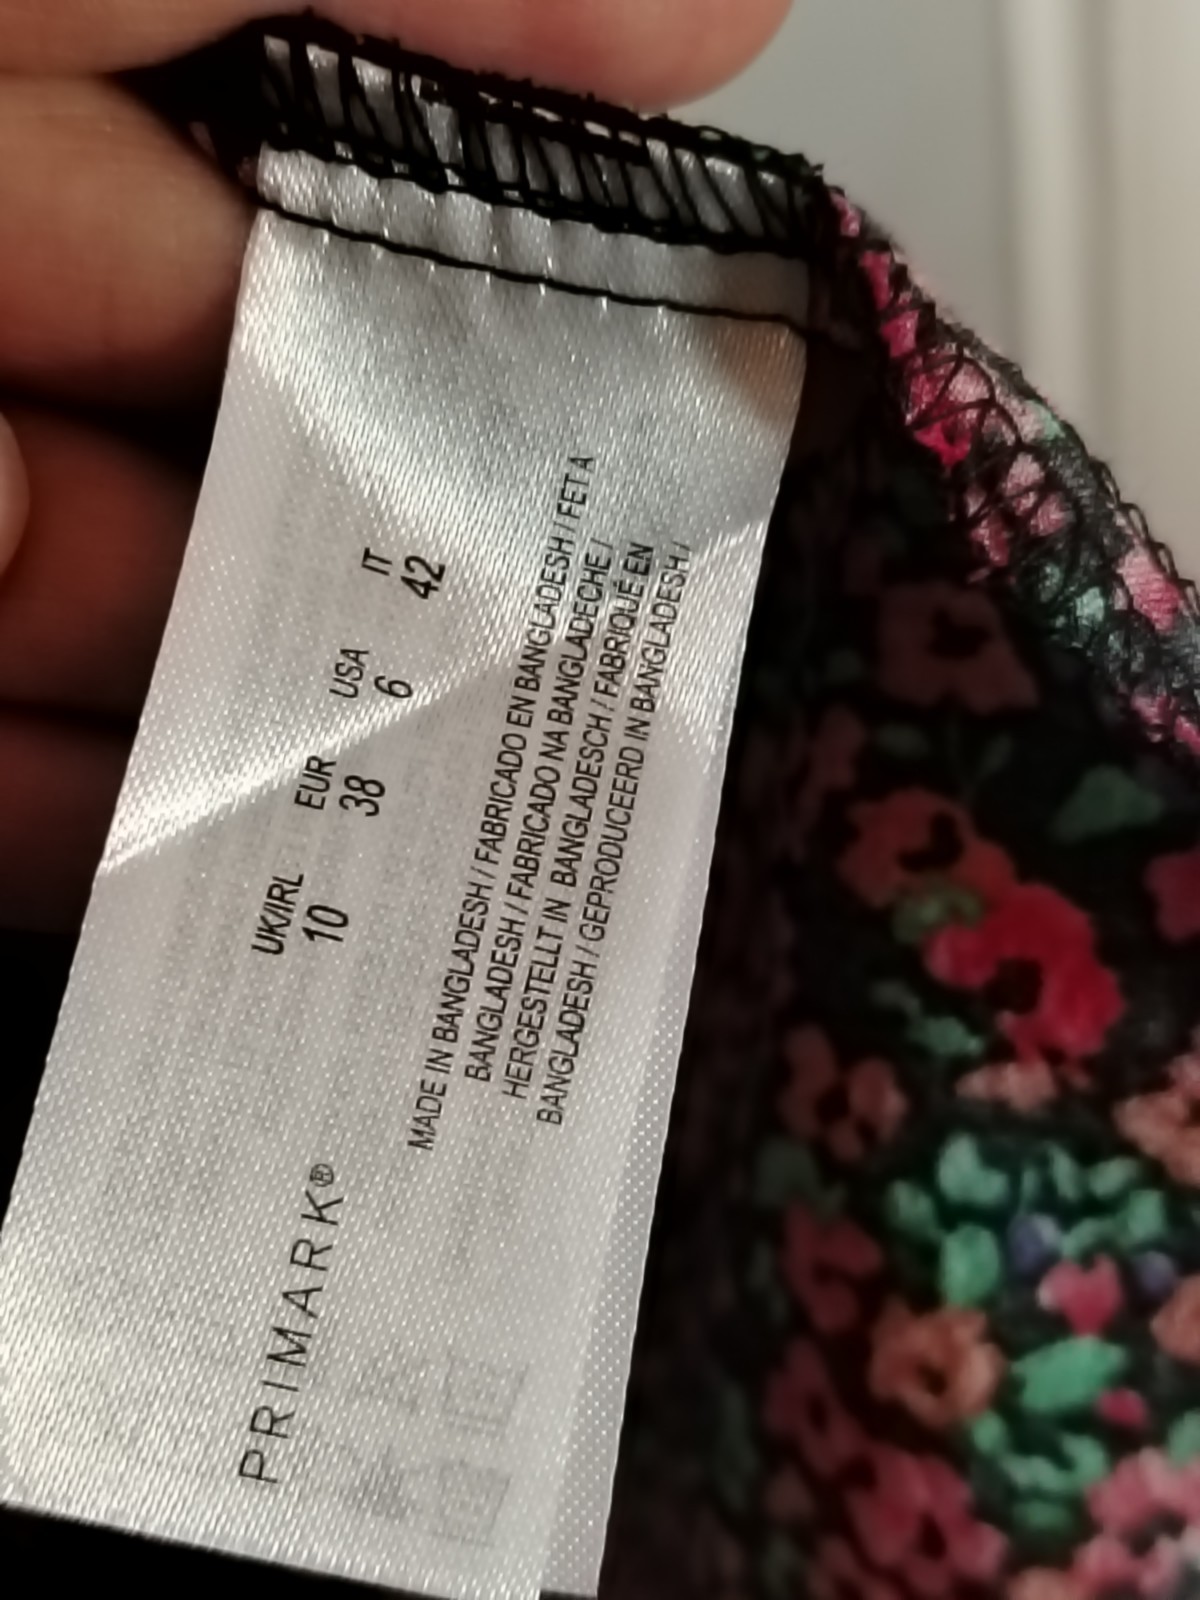 PRIMARK®
UK/IRL EUR USA IT
10 38 6 42
MADE IN BANGLADESH / FABRICADO EN BANGLADESH / FET A
BANGLADESH / FABRICADO NA BANGLADECHE /
HERGESTELLT IN BANGLADESCH / FABRIQUÉ EN
BANGLADESH / GEPRODUCEERD IN BANGLADESH /